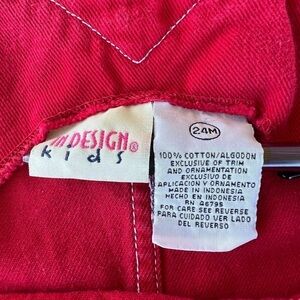 IN DESIGN®
kids
24M
100% COTTON/ALGODON
EXCLUSIVE OF TRIM
AND ORNAMENTATION
EXCLUSIVO DE
APLICACION Y ORNAMENTO
MADE IN INDONESIA
HECHO EN INDONESIA
RN 46795
FOR CARE SEE REVERSE
PARA CUIDADO VER LADO
DEL REVERSO